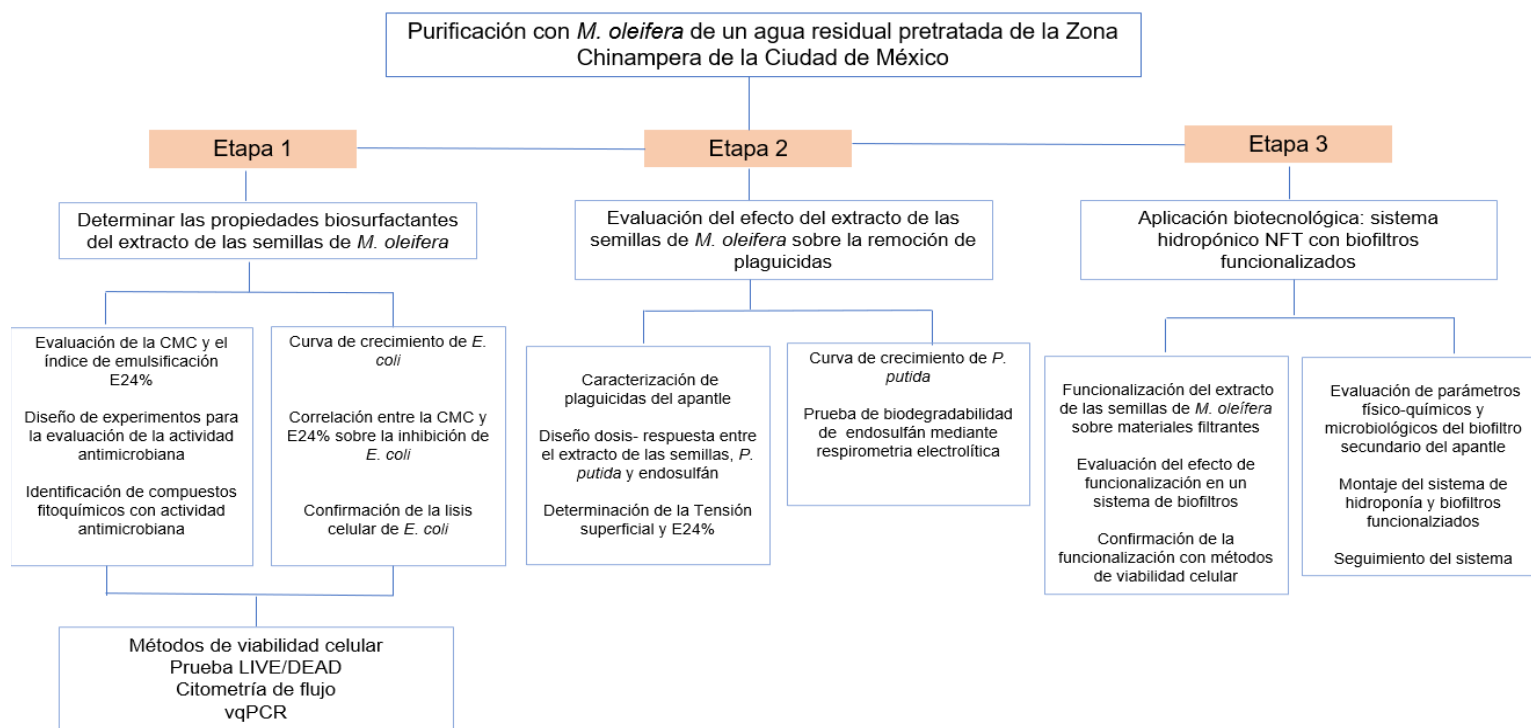 Purificación con M. oleifera de un agua residual pretratada de la Zona
Chinampera de la Ciudad de México
Etapa 1
Etapa 2
Etapa 3
Determinar las propiedades biosurfactantes
del extracto de las semillas de M. oleifera
Evaluación del efecto del extracto de las
semillas de M. oleifera sobre la remoción de
plaguicidas
Aplicación biotecnológica: sistema
hidropónico NFT con biofiltros
funcionalizados
Evaluación de la CMC y el
índice de emulsificación
E24%
Diseño de experimentos para
la evaluación de la actividad
antimicrobiana
Identificación de compuestos
fitoquímicos con actividad
antimicrobiana
Curva de crecimiento de E.
coli
Correlación entre la CMC y
E24% sobre la inhibición de
E. coli
Confirmación de la lisis
celular de E. coli
Caracterización de
plaguicidas del apantle
Diseño dosis- respuesta entre
el extracto de las semillas, P.
putida y endosulfán
Determinación de la Tensión
superficial y E24%
Curva de crecimiento de P.
putida
Prueba de biodegradabilidad
de endosulfán mediante
respirometria electrolítica
Funcionalización del extracto
de las semillas de M. oleífera
sobre materiales filtrantes
Evaluación del efecto de
funcionalización en un
sistema de biofiltros
Confirmación de la
funcionalización con métodos
de viabilidad celular
Evaluación de parámetros
físico-químicos y
microbiológicos del biofiltro
secundario del apantle
Montaje del sistema de
hidroponía y biofiltros
funcionalziados
Seguimiento del sistema
Métodos de viabilidad celular
Prueba LIVE/DEAD
Citometría de flujo
vqPCR